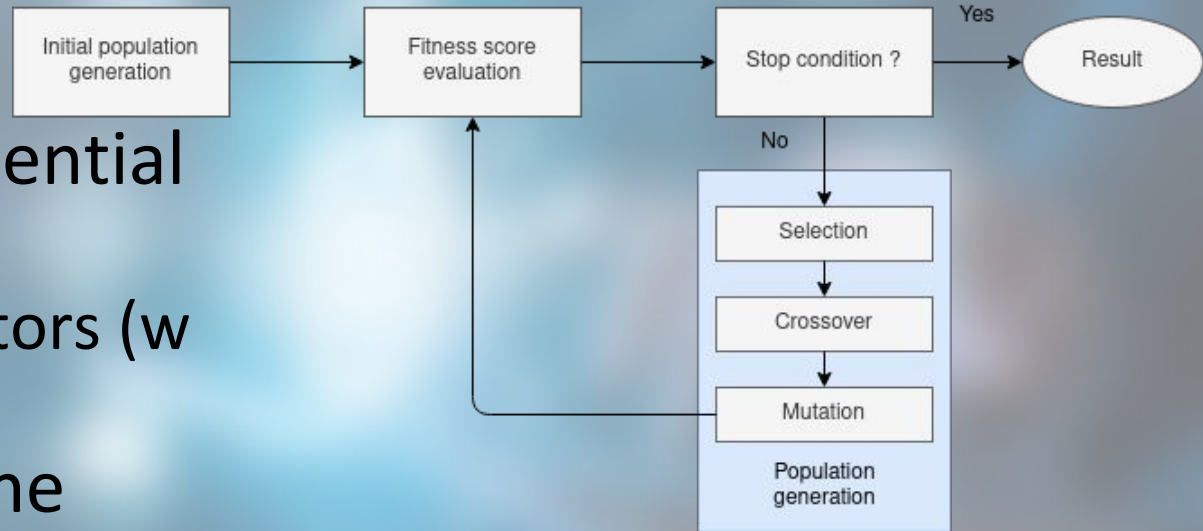 Initial population
generation
Fitness score
evaluation
Stop condition ?
Yes
Result
No
Selection
Crossover
Mutation
Population
generation
ential
tors (w
ne